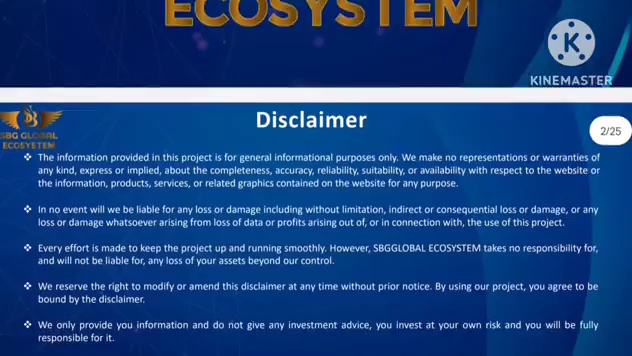 ECOSYSTEM
KINEMASTER
SBG GLOBAL
ECOSYSTEM
Disclaimer
2/25
❖ The information provided in this project is for general informational purposes only. We make no representations or warranties of
any kind, express or implied, about the completeness, accuracy, reliability, suitability, or availability with respect to the website or
the information, products, services, or related graphics contained on the website for any purpose.
❖ In no event will we be liable for any loss or damage including without limitation, indirect or consequential loss or damage, or any
loss or damage whatsoever arising from loss of data or profits arising out of, or in connection with, the use of this project.
❖ Every effort is made to keep the project up and running smoothly. However, SBGGLOBAL ECOSYSTEM takes no responsibility for,
and will not be liable for, any loss of your assets beyond our control.
❖ We reserve the right to modify or amend this disclaimer at any time without prior notice. By using our project, you agree to be
bound by the disclaimer.
❖ We only provide you information and do not give any investment advice, you invest at your own risk and you will be fully
responsible for it.